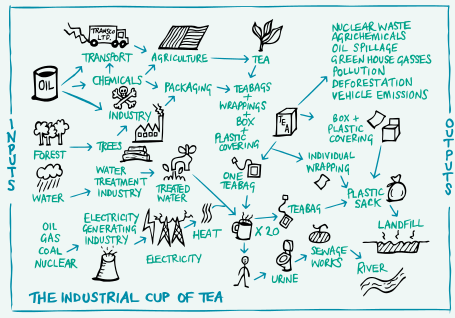 TRANSCO
LTD.
TRANSPORT
AGRICULTURE
TEA
NUCLEAR WASTE
AGRICHEMICALS
OIL SPILLAGE
GREEN HOUSE GASSES
POLLUTION
DEFORESTATION
VEHICLE EMISSIONS
OIL
CHEMICALS
PACKAGING
TEABAGS
+
WRAPPINGS
+
BOX
+
PLASTIC
COVERING
INDUSTRY
TEA
BOX +
PLASTIC
COVERING
INPUTS
OUTPUTS
FOREST
TREES
INDIVIDUAL
WRAPPING
WATER
WATER
TREATMENT
INDUSTRY
TREATED
WATER
ONE
TEABAG
PLASTIC
SACK
OIL
GAS
COAL
NUCLEAR
ELECTRICITY
GENERATING
INDUSTRY
ELECTRICITY
HEAT
X 20
TEABAG
LANDFILL
URINE
SEWAGE
WORKS
RIVER
THE INDUSTRIAL CUP OF TEA